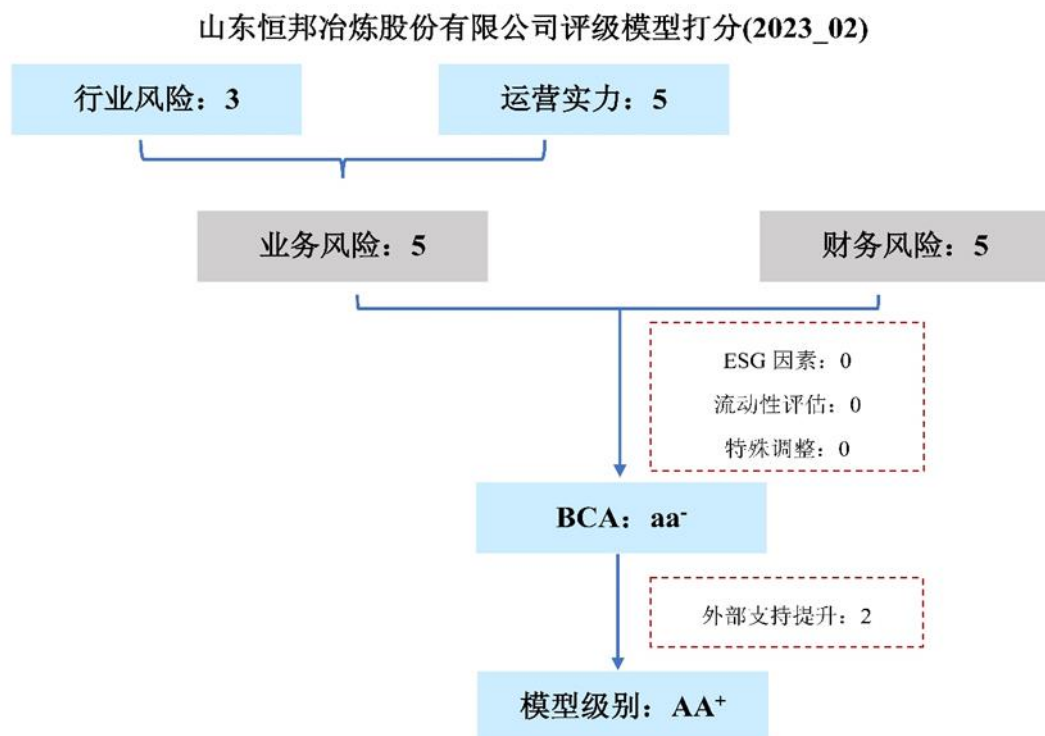 山东恒邦冶炼股份有限公司评级模型打分(2023_02)
行业风险：3
运营实力：5
业务风险：5
财务风险：5
ESG 因素：0
流动性评估：0
特殊调整：0
BCA：aa⁻
外部支持提升：2
模型级别：AA⁺